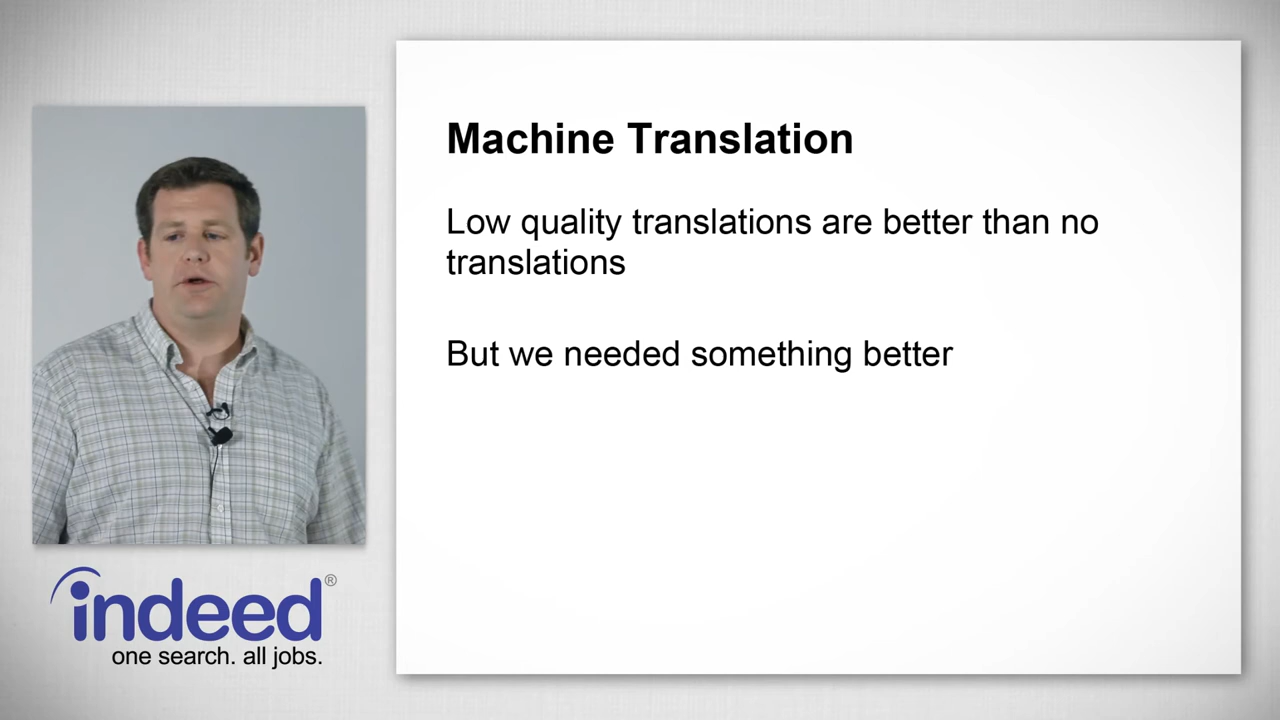 Machine Translation
Low quality translations are better than no
translations
But we needed something better
indeed®
one search. all jobs.